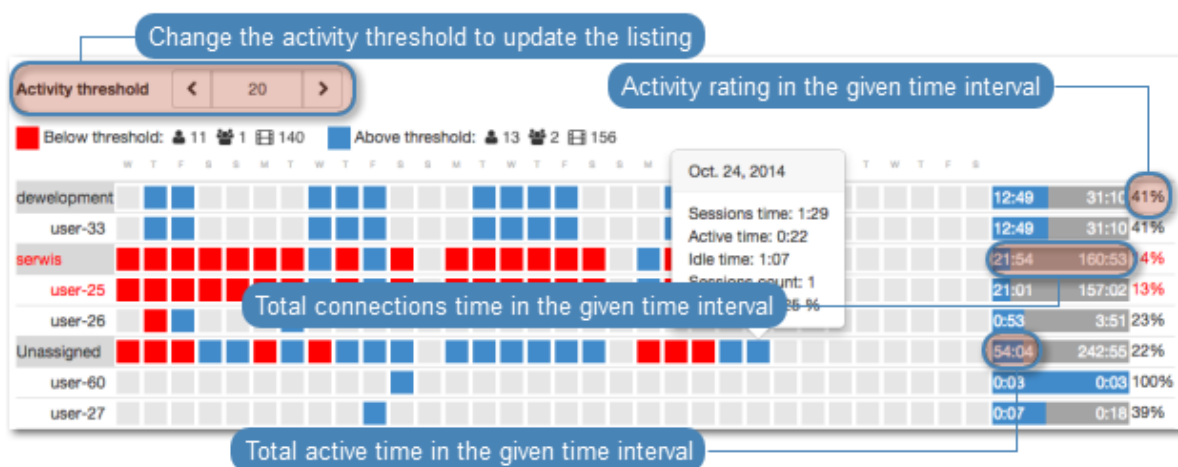 Change the activity threshold to update the listing
Activity threshold 20
Activity rating in the given time interval
Below threshold: 11 1 140 Above threshold: 13 2 156
W T F S S M T W T F S S M T W T F S S M T W T F S
Oct. 24, 2014
dewelopment 12:49 31:10 41%
Sessions time: 1:29
user-33 12:49 31:10 41%
Active time: 0:22
serwis 21:54 160:53 4%
Idle time: 1:07
Sessions count: 1
user-25 21:01 157:02 13%
Total connections time in the given time interval
%
user-26 0:53 3:51 23%
Unassigned 54:04 242:55 22%
user-60 0:03 0:03 100%
user-27 0:07 0:18 39%
Total active time in the given time interval